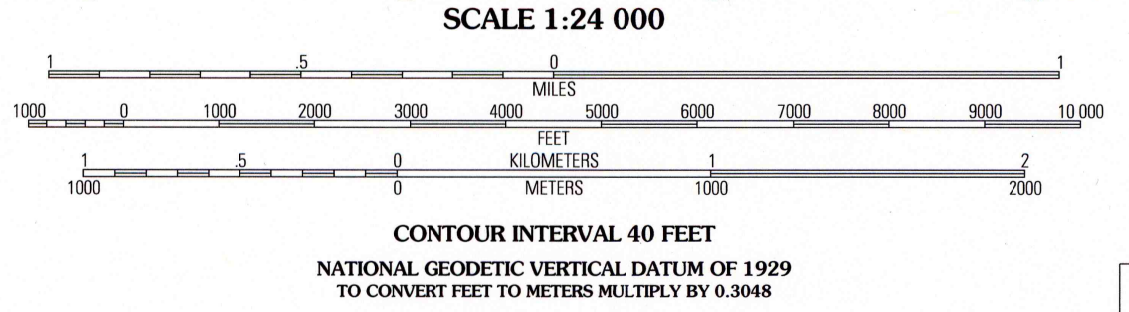 SCALE 1:24 000
1 .5 0 1
MILES
1000 0 1000 2000 3000 4000 5000 6000 7000 8000 9000 10 000
FEET
1 .5 0 KILOMETERS 1 2
1000 0 METERS 1000 2000
CONTOUR INTERVAL 40 FEET
NATIONAL GEODETIC VERTICAL DATUM OF 1929
TO CONVERT FEET TO METERS MULTIPLY BY 0.3048